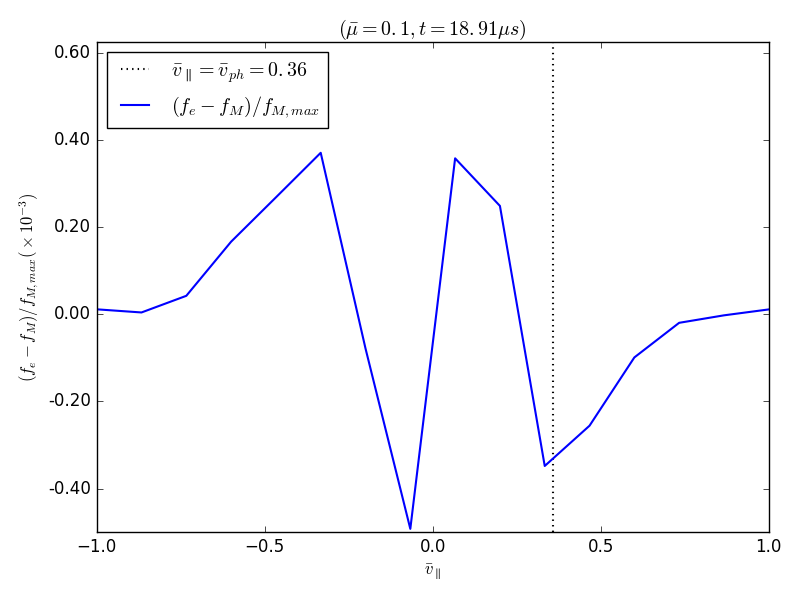 (μ̄ = 0.1, t = 18.91μs)
0.60
v̄∥ = v̄ph = 0.36
(fe − fM)/fM,max
0.40
0.20
0.00
-0.20
-0.40
(fe − fM)/fM,max(×10⁻³)
−1.0 −0.5 0.0 0.5 1.0
v̄∥